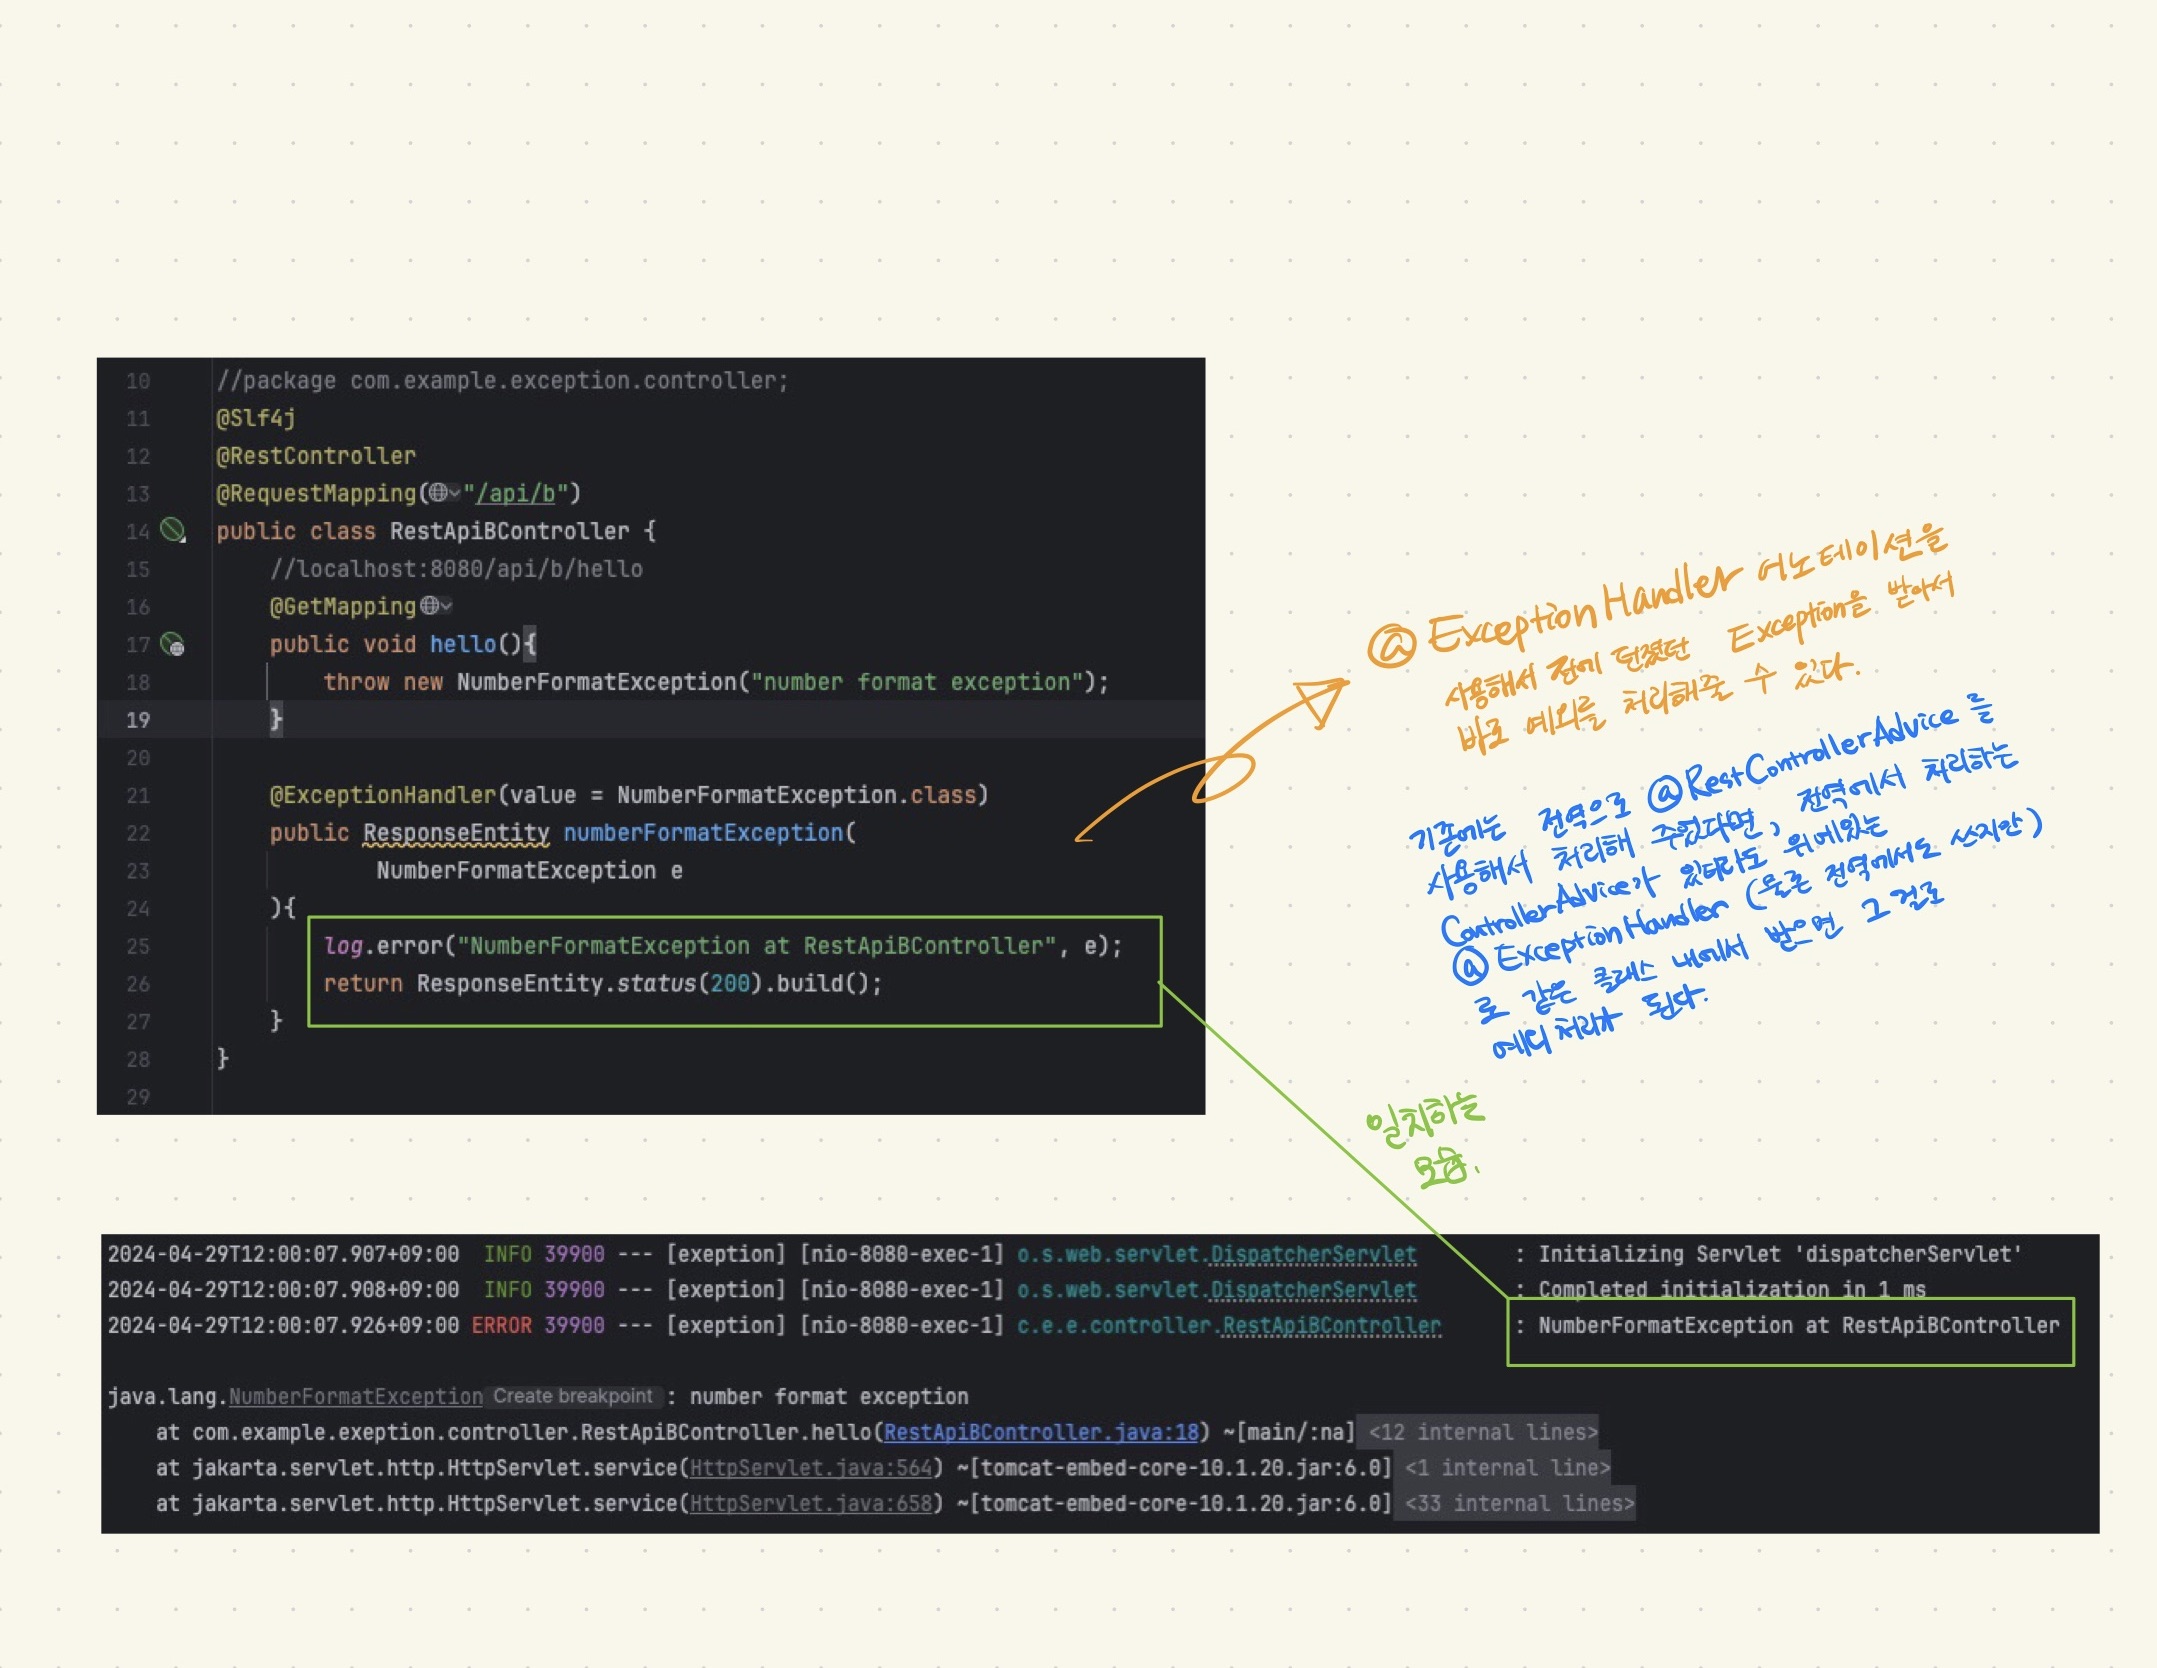 10 //package com.example.exception.controller;
11 @Slf4j
12 @RestController
13 @RequestMapping("/api/b")
14 public class RestApiBController {
15 //localhost:8080/api/b/hello
16 @GetMapping
17 public void hello(){
18 throw new NumberFormatException("number format exception");
19 }
20
21 @ExceptionHandler(value = NumberFormatException.class)
22 public ResponseEntity numberFormatException(
23 NumberFormatException e
24 ){
25 log.error("NumberFormatException at RestApiBController", e);
26 return ResponseEntity.status(200).build();
27 }
28 }
29
@ExceptionHandler 어노테이션을
사용해서 전에 던졌던 Exception을 받아서
바로 예외를 처리해줄 수 있다.
기존에는 전역으로 @RestControllerAdvice를
사용해서 처리해 주었다면, 전역에서 처리하는
ControllerAdvice가 있더라도 위에있는
@ExceptionHandler (물론 전역에서도 쓰지만)
로 같은 클래스 내에서 받으면 그걸로
예외처리가 된다.
일치하는
모습.
2024-04-29T12:00:07.907+09:00 INFO 39900 --- [exeption] [nio-8080-exec-1] o.s.web.servlet.DispatcherServlet : Initializing Servlet 'dispatcherServlet'
2024-04-29T12:00:07.908+09:00 INFO 39900 --- [exeption] [nio-8080-exec-1] o.s.web.servlet.DispatcherServlet : Completed initialization in 1 ms
2024-04-29T12:00:07.926+09:00 ERROR 39900 --- [exeption] [nio-8080-exec-1] c.e.e.controller.RestApiBController : NumberFormatException at RestApiBController
java.lang.NumberFormatException Create breakpoint : number format exception
at com.example.exeption.controller.RestApiBController.hello(RestApiBController.java:18) ~[main/:na] <12 internal lines>
at jakarta.servlet.http.HttpServlet.service(HttpServlet.java:564) ~[tomcat-embed-core-10.1.20.jar:6.0] <1 internal line>
at jakarta.servlet.http.HttpServlet.service(HttpServlet.java:658) ~[tomcat-embed-core-10.1.20.jar:6.0] <33 internal lines>